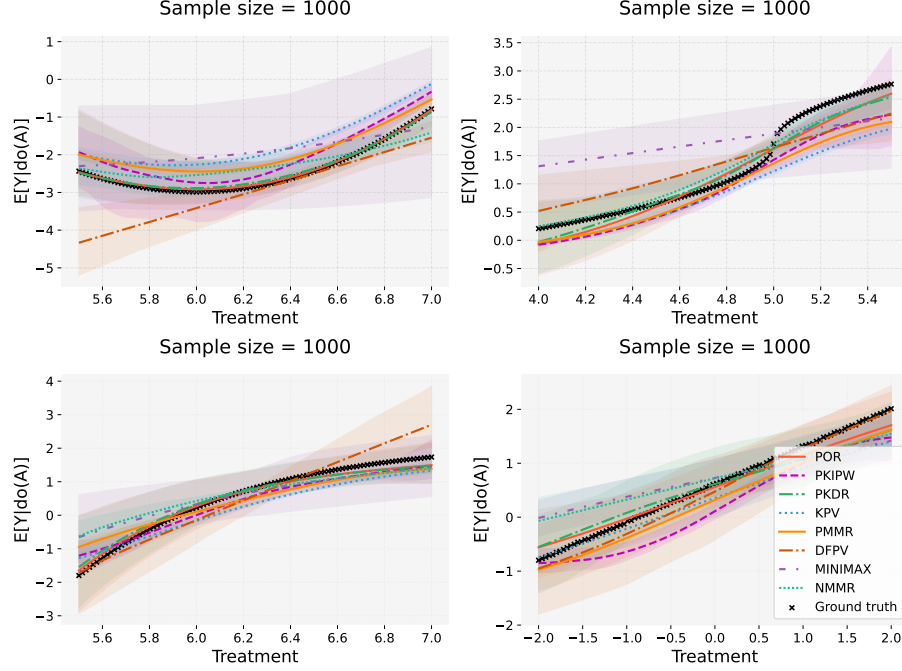 Sample size = 1000
Sample size = 1000
E[Y|do(A)]
1
0
−1
−2
−3
−4
−5
5.6 5.8 6.0 6.2 6.4 6.6 6.8 7.0
Treatment
E[Y|do(A)]
3.5
3.0
2.5
2.0
1.5
1.0
0.5
0.0
−0.5
4.0 4.2 4.4 4.6 4.8 5.0 5.2 5.4
Treatment
Sample size = 1000
Sample size = 1000
E[Y|do(A)]
4
3
2
1
0
−1
−2
−3
5.6 5.8 6.0 6.2 6.4 6.6 6.8 7.0
Treatment
E[Y|do(A)]
2
1
0
−1
−2
−2.0 −1.5 −1.0 −0.5 0.0 0.5 1.0 1.5 2.0
Treatment
POR
PKIPW
PKDR
KPV
PMMR
DFPV
MINIMAX
NMMR
Ground truth